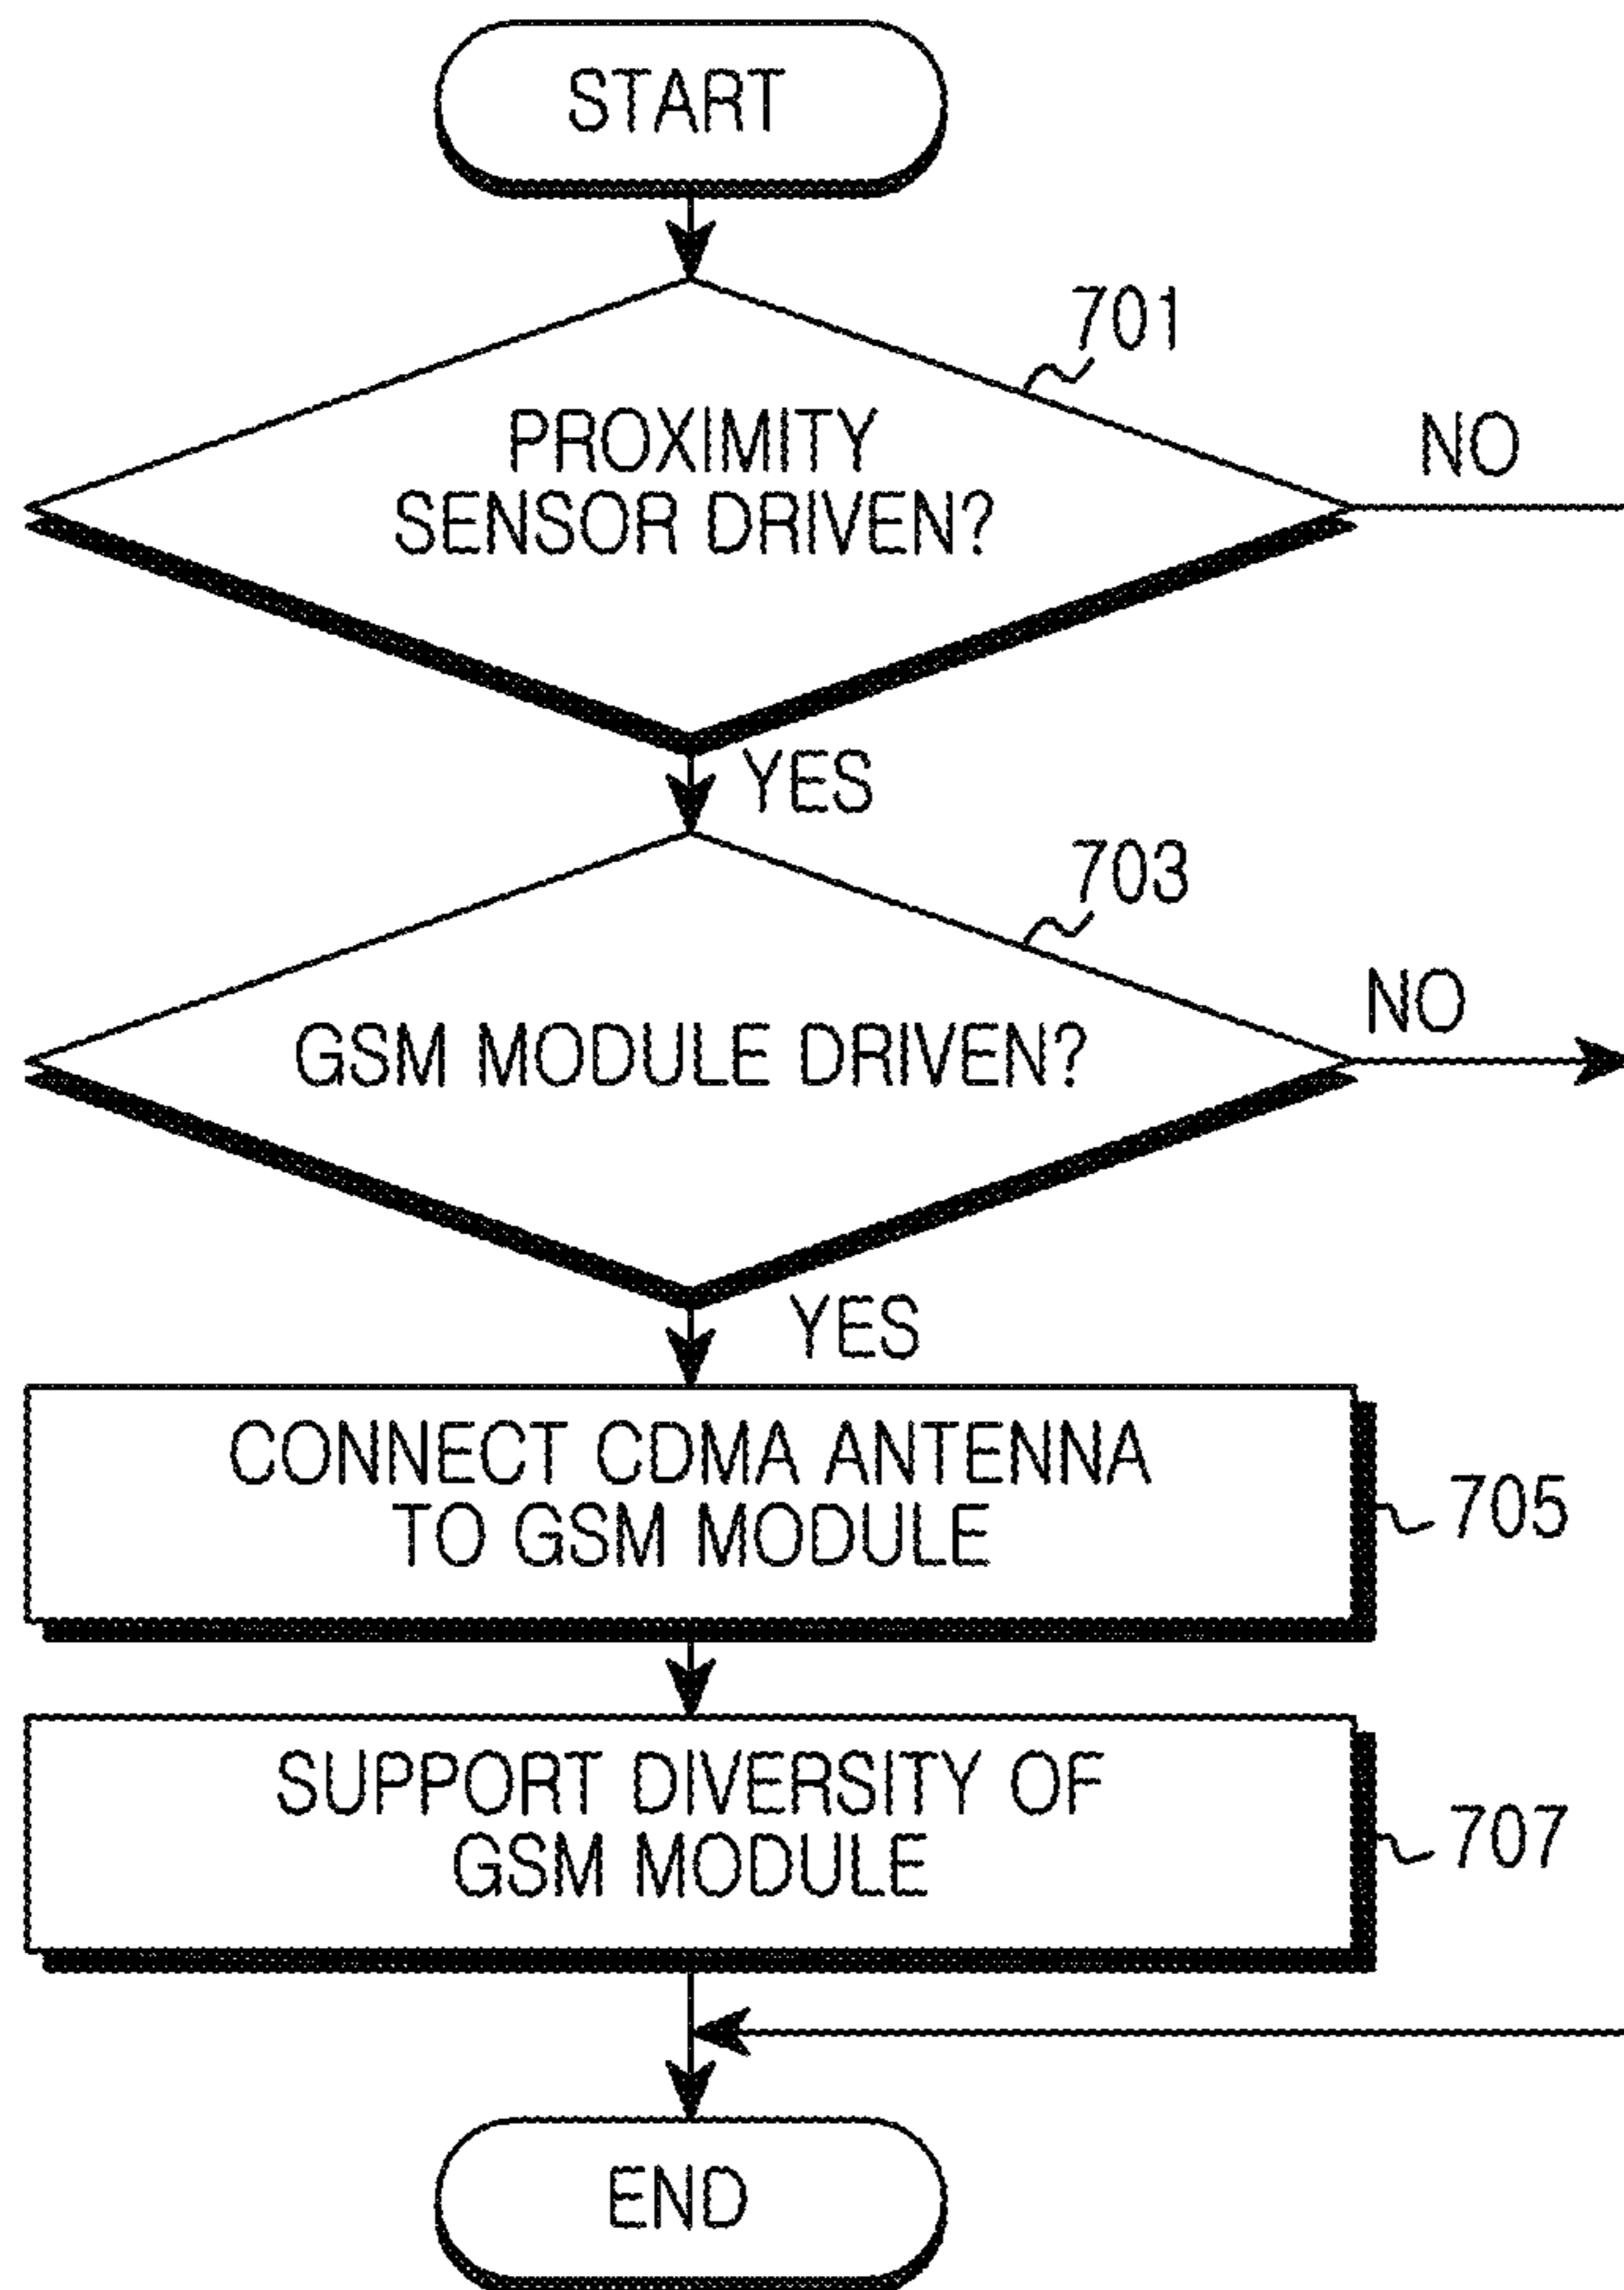 START
701
PROXIMITY
SENSOR DRIVEN?
NO
YES
703
GSM MODULE DRIVEN?
NO
YES
CONNECT CDMA ANTENNA
TO GSM MODULE
705
SUPPORT DIVERSITY OF
GSM MODULE
707
END